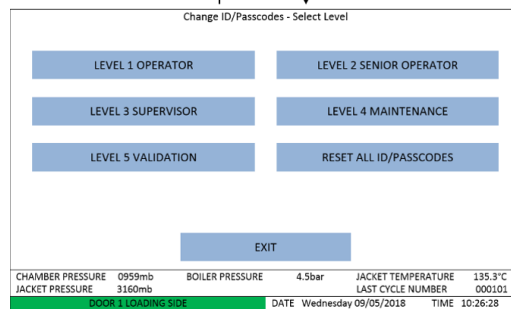 Change ID/Passcodes - Select Level
LEVEL 1 OPERATOR LEVEL 2 SENIOR OPERATOR
LEVEL 3 SUPERVISOR LEVEL 4 MAINTENANCE
LEVEL 5 VALIDATION RESET ALL ID/PASSCODES
EXIT
CHAMBER PRESSURE 0959mb BOILER PRESSURE 4.5bar JACKET TEMPERATURE 135.3°C
JACKET PRESSURE 3160mb LAST CYCLE NUMBER 000101
DOOR 1 LOADING SIDE DATE Wednesday 09/05/2018 TIME 10:26:28